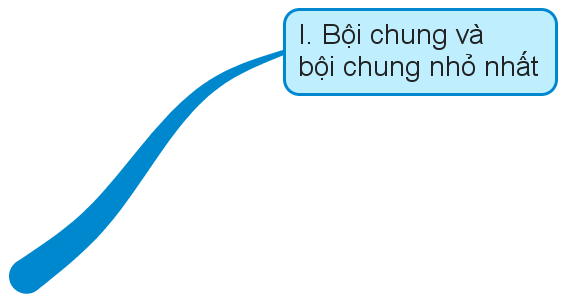 I. Bội chung và
bội chung nhỏ nhất